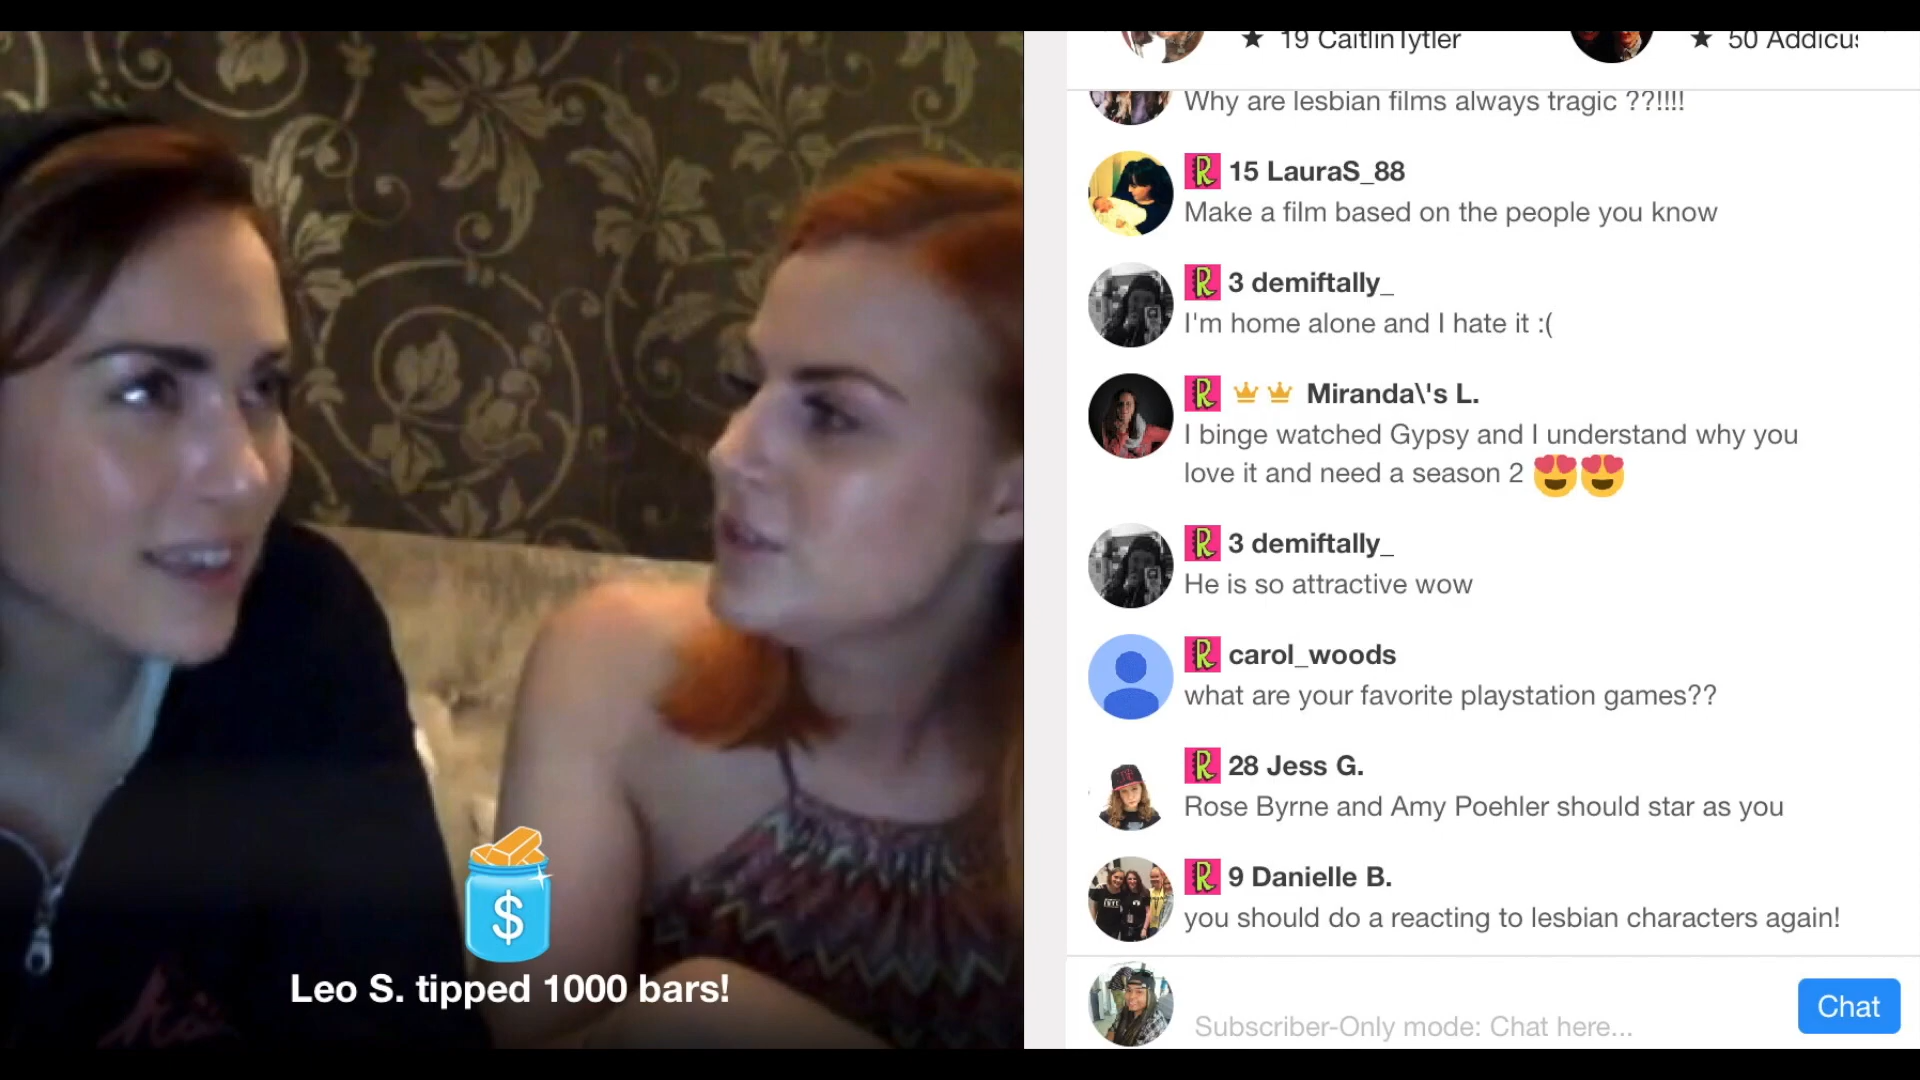 ★ 19 CaitlinTytler
★ 50 Addicus
Why are lesbian films always tragic ??!!!!
R 15 LauraS_88
Make a film based on the people you know
R 3 demiftally_
I'm home alone and I hate it :(
R Miranda\'s L.
I binge watched Gypsy and I understand why you
love it and need a season 2 😍😍
R 3 demiftally_
He is so attractive wow
R carol_woods
what are your favorite playstation games??
R 28 Jess G.
Rose Byrne and Amy Poehler should star as you
R 9 Danielle B.
you should do a reacting to lesbian characters again!
$
Leo S. tipped 1000 bars!
Subscriber-Only mode: Chat here...
Chat